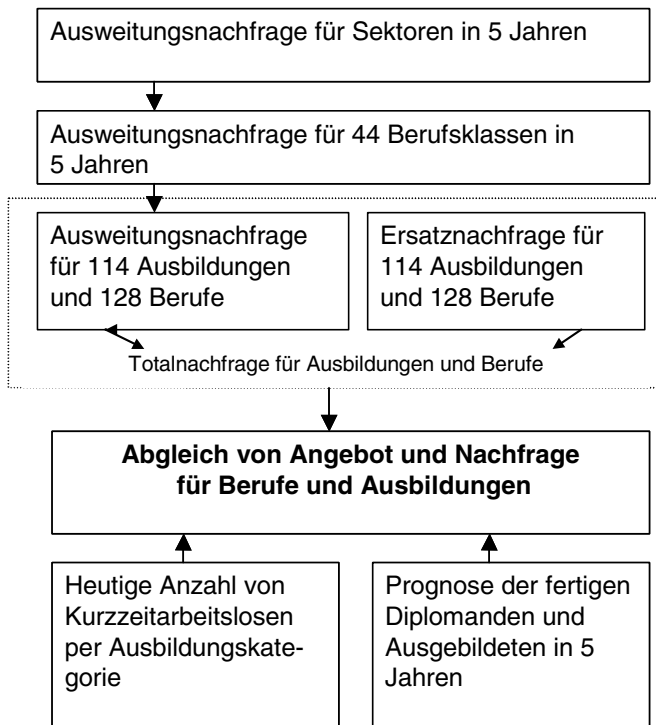 Ausweitungsnachfrage für Sektoren in 5 Jahren
Ausweitungsnachfrage für 44 Berufsklassen in
5 Jahren
Ausweitungsnachfrage
für 114 Ausbildungen
und 128 Berufe
Ersatznachfrage für
114 Ausbildungen
und 128 Berufe
Totalnachfrage für Ausbildungen und Berufe
Abgleich von Angebot und Nachfrage
für Berufe und Ausbildungen
Heutige Anzahl von
Kurzzeitarbeitslosen
per Ausbildungskate-
gorie
Prognose der fertigen
Diplomanden und
Ausgebildeten in 5
Jahren